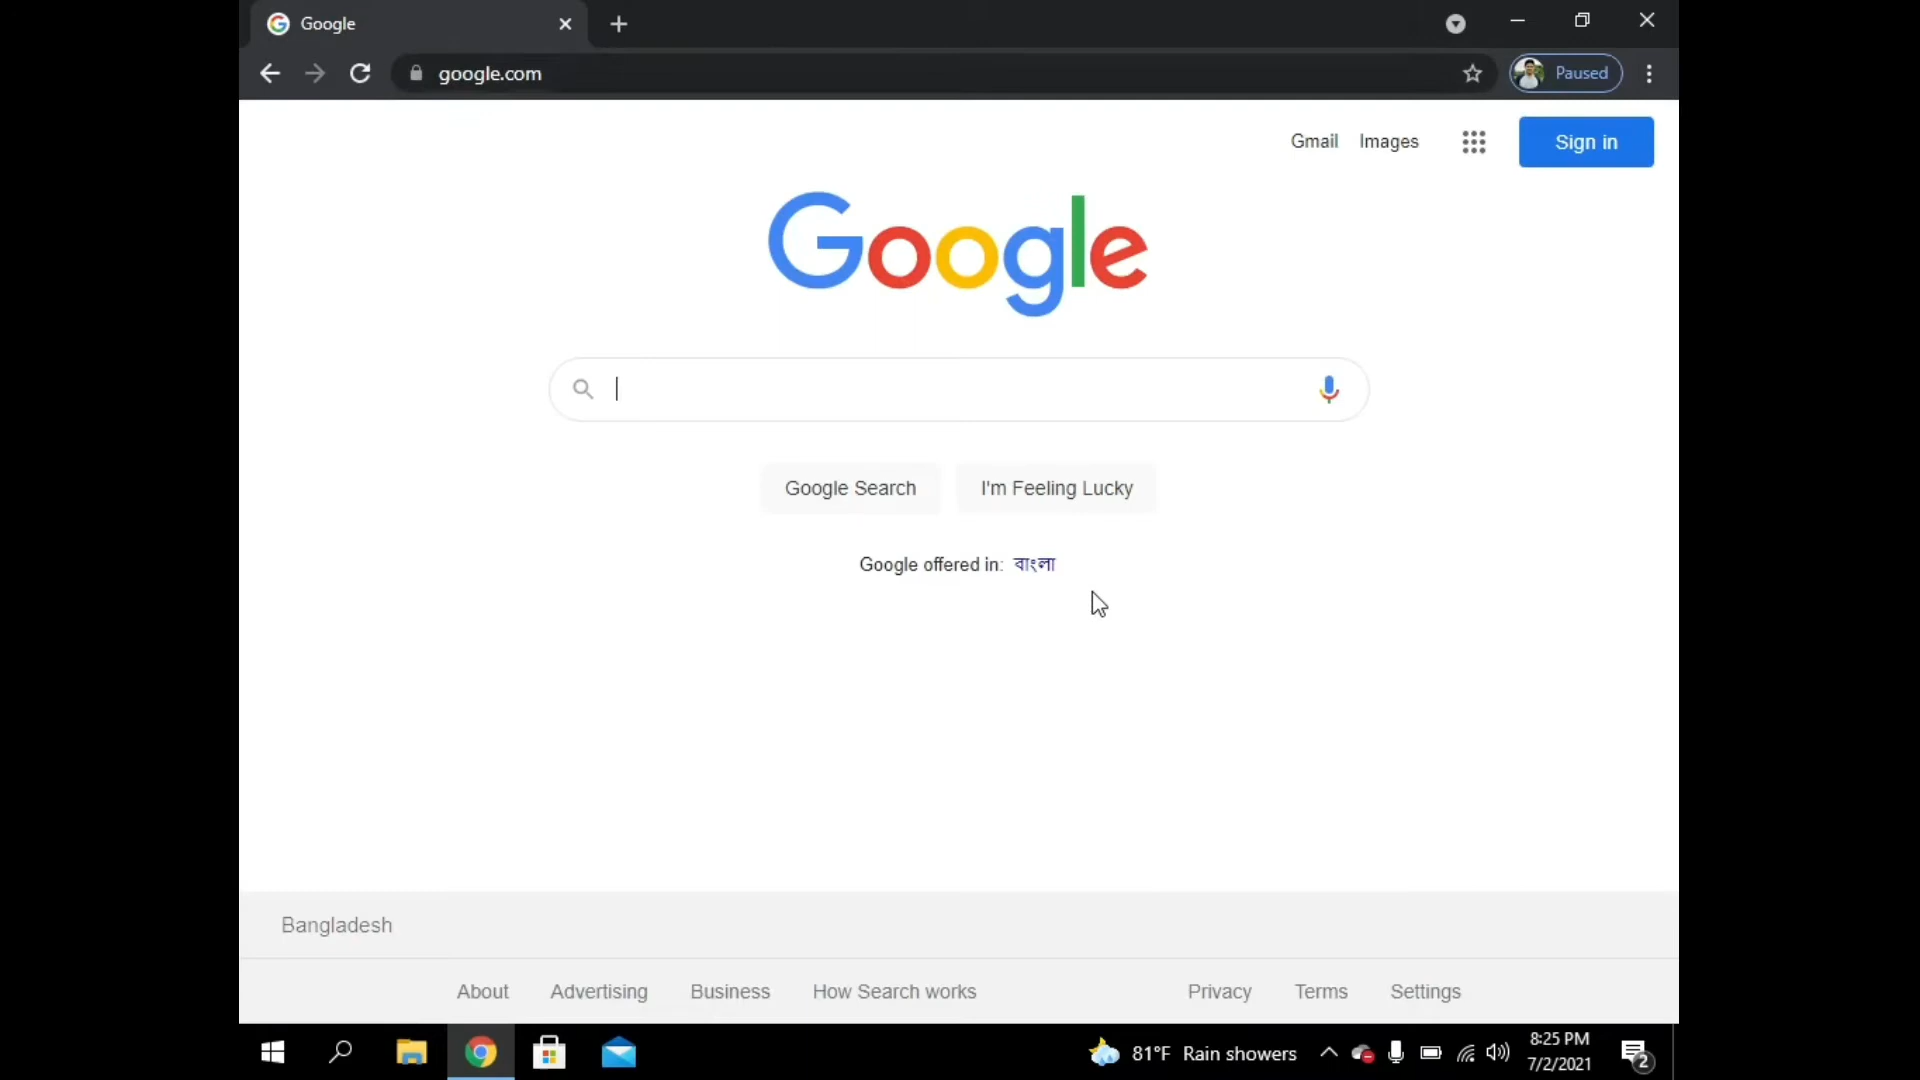 Google
google.com
Paused
Gmail Images
Sign in
Google
Google Search
I'm Feeling Lucky
Google offered in: বাংলা
Bangladesh
About Advertising Business How Search works Privacy Terms Settings
81°F Rain showers
8:25 PM
7/2/2021
2